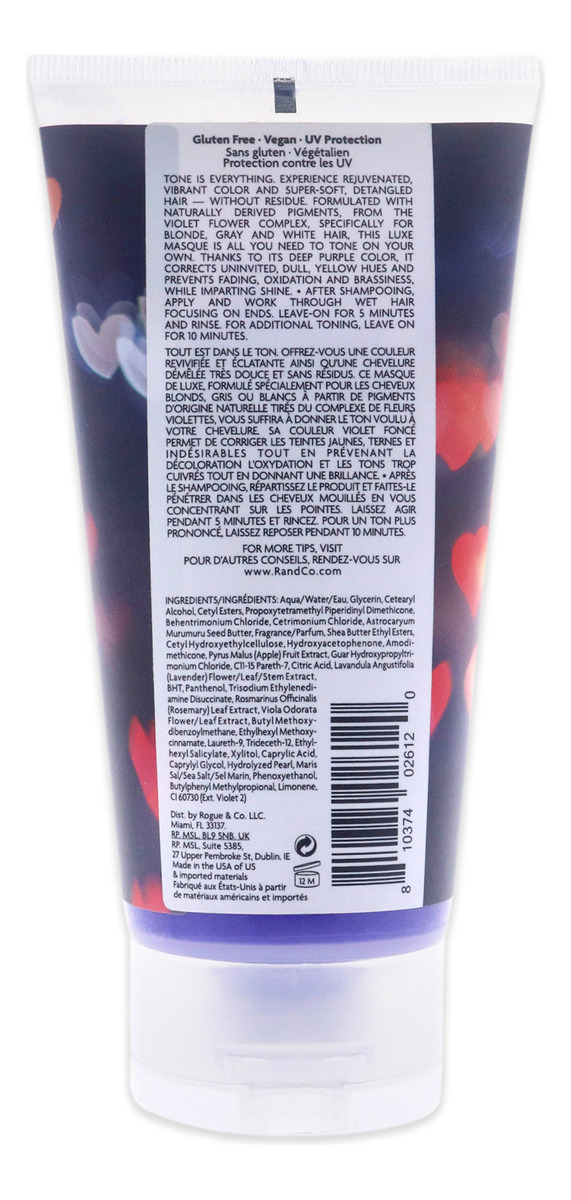 Gluten Free · Vegan · UV Protection
Sans gluten · Végétalien
Protection contre les UV
TONE IS EVERYTHING. EXPERIENCE REJUVENATED,
VIBRANT COLOR AND SUPER-SOFT, DETANGLED
HAIR — WITHOUT RESIDUE. FORMULATED WITH
NATURALLY DERIVED PIGMENTS, FROM THE
VIOLET FLOWER COMPLEX, SPECIFICALLY FOR
BLONDE, GRAY AND WHITE HAIR, THIS LUXE
MASQUE IS ALL YOU NEED TO TONE ON YOUR
OWN. THANKS TO ITS DEEP PURPLE COLOR, IT
CORRECTS UNINVITED, DULL, YELLOW HUES AND
PREVENTS FADING, OXIDATION AND BRASSINESS,
WHILE IMPARTING SHINE. • AFTER SHAMPOOING,
APPLY AND WORK THROUGH WET HAIR
FOCUSING ON ENDS. LEAVE-ON FOR 5 MINUTES
AND RINSE. FOR ADDITIONAL TONING, LEAVE ON
FOR 10 MINUTES.
TOUT EST DANS LE TON. OFFREZ-VOUS UNE COULEUR
REVIVIFIÉE ET ÉCLATANTE AINSI QU'UNE CHEVELURE
DÉMÊLÉE TRÈS DOUCE ET SANS RÉSIDUS. CE MASQUE
DE LUXE, FORMULÉ SPÉCIALEMENT POUR LES CHEVEUX
BLONDS, GRIS OU BLANCS À PARTIR DE PIGMENTS
D'ORIGINE NATURELLE TIRÉS DU COMPLEXE DE FLEURS
VIOLETTES, VOUS SUFFIRA À DONNER LE TON VOULU À
VOTRE CHEVELURE. SA COULEUR VIOLET FONCÉ
PERMET DE CORRIGER LES TEINTES JAUNES, TERNES ET
INDÉSIRABLES TOUT EN PRÉVENANT LA
DÉCOLORATION L'OXYDATION ET LES TONS TROP
CUIVRÉS TOUT EN DONNANT UNE BRILLANCE. • APRÈS
LE SHAMPOOING, RÉPARTISSEZ LE PRODUIT ET FAITES-LE
PÉNÉTRER DANS LES CHEVEUX MOUILLÉS EN VOUS
CONCENTRANT SUR LES POINTES. LAISSEZ AGIR
PENDANT 5 MINUTES ET RINCEZ. POUR UN TON PLUS
PRONONCÉ, LAISSEZ REPOSER PENDANT 10 MINUTES.
FOR MORE TIPS, VISIT
POUR D'AUTRES CONSEILS, RENDEZ-VOUS SUR
www.RandCo.com
INGREDIENTS/INGRÉDIENTS: Aqua/Water/Eau, Glycerin, Cetearyl
Alcohol, Cetyl Esters, Propoxytetramethyl Piperidinyl Dimethicone,
Behentrimonium Chloride, Cetrimonium Chloride, Astrocaryum
Murumuru Seed Butter, Fragrance/Parfum, Shea Butter Ethyl Esters,
Cetyl Hydroxyethylcellulose, Hydroxyacetophenone, Amodi-
methicone, Pyrus Malus (Apple) Fruit Extract, Guar Hydroxypropyltri-
monium Chloride, C11-15 Pareth-7, Citric Acid, Lavandula Angustifolia
(Lavender) Flower/Leaf/Stem Extract,
BHT, Panthenol, Trisodium Ethylenedi-
amine Disuccinate, Rosmarinus Officinalis
(Rosemary) Leaf Extract, Viola Odorata
Flower/Leaf Extract, Butyl Methoxy-
dibenzoylmethane, Ethylhexyl Methoxy-
cinnamate, Laureth-9, Trideceth-12, Ethyl-
hexyl Salicylate, Xylitol, Caprylic Acid,
Caprylyl Glycol, Hydrolyzed Pearl, Maris
Sal/Sea Salt/Sel Marin, Phenoxyethanol,
Butylphenyl Methylpropional, Limonene,
CI 60730 (Ext. Violet 2)
Dist. by Rogue & Co. LLC.
Miami, FL 33137.
RP. MSL, BL9 5NB. UK
RP. MSL, Suite 5385,
27 Upper Pembroke St, Dublin. IE
Made in the USA of US
& imported materials
Fabriqué aux États-Unis à partir
de matériaux américains et importés
12 M
8 10374 02612 0